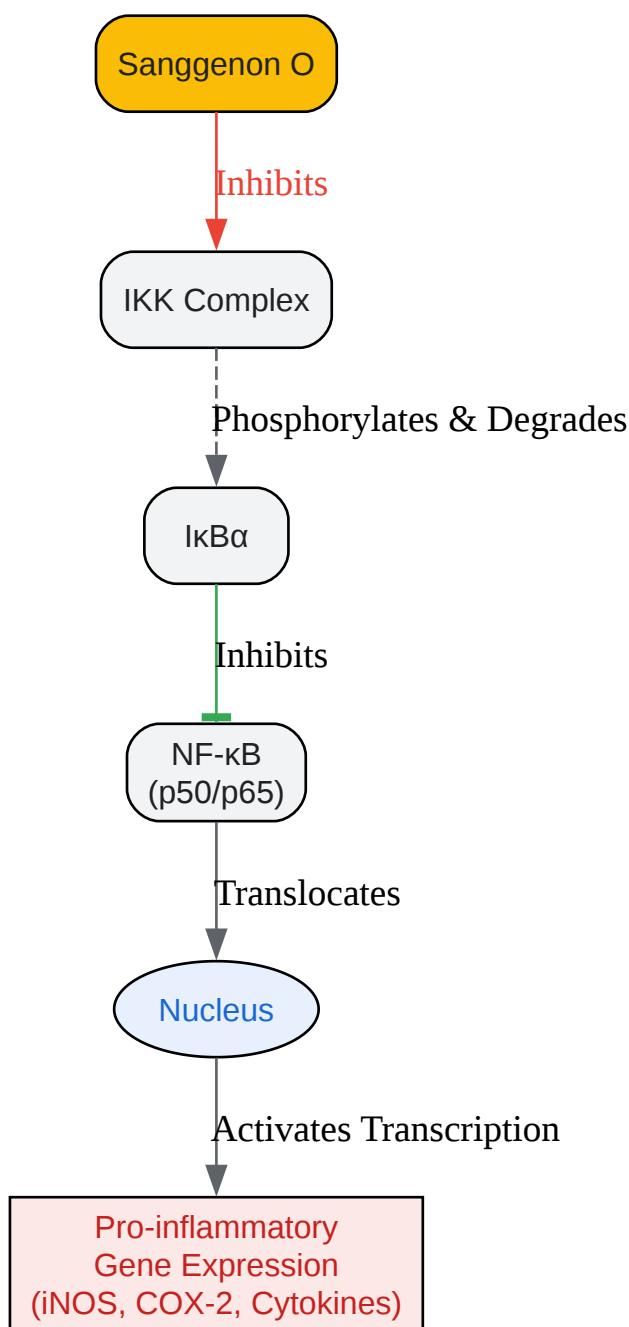 Sanggenon O
Inhibits
IKK Complex
Phosphorylates & Degrades
IκBα
Inhibits
NF-κB
(p50/p65)
Translocates
Nucleus
Activates Transcription
Pro-inflammatory
Gene Expression
(iNOS, COX-2, Cytokines)